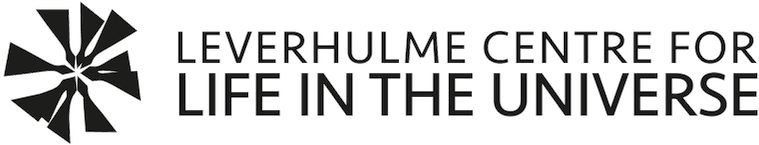 LEVERHULME CENTRE FOR
LIFE IN THE UNIVERSE